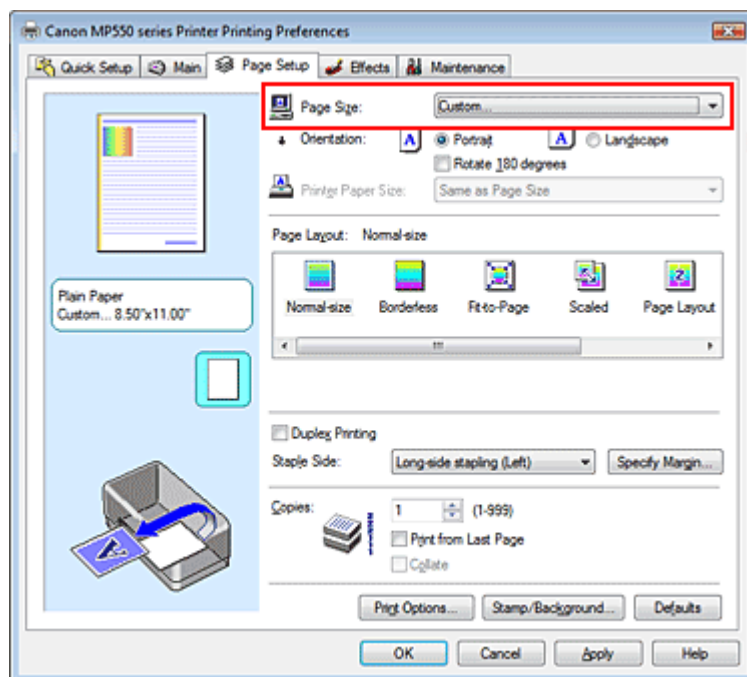 Canon MP550 series Printer Printing Preferences
Quick Setup Main Page Setup Effects Maintenance
Page Size: Custom...
Orientation: A Portrait A Landscape
Rotate 180 degrees
Printer Paper Size: Same as Page Size
Page Layout: Normal-size
Normal-size Borderless Fit-to-Page Scaled Page Layout
Plain Paper
Custom... 8.50"x11.00"
Duplex Printing
Staple Side: Long-side stapling (Left) Specify Margin...
Copies: 1 (1-999)
Print from Last Page
Collate
Print Options... Stamp/Background... Defaults
OK Cancel Apply Help